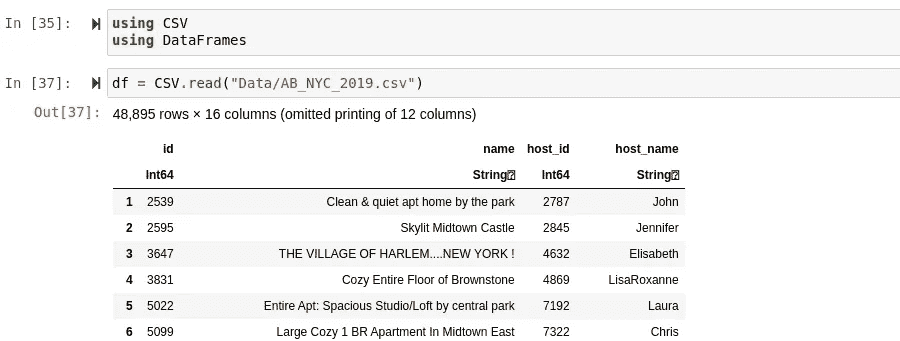 In [35]: using CSV
using DataFrames
In [37]: df = CSV.read("Data/AB_NYC_2019.csv")
Out[37]: 48,895 rows × 16 columns (omitted printing of 12 columns)
id name host_id host_name
Int64 String Int64 String
1 2539 Clean & quiet apt home by the park 2787 John
2 2595 Skylit Midtown Castle 2845 Jennifer
3 3647 THE VILLAGE OF HARLEM....NEW YORK ! 4632 Elisabeth
4 3831 Cozy Entire Floor of Brownstone 4869 LisaRoxanne
5 5022 Entire Apt: Spacious Studio/Loft by central park 7192 Laura
6 5099 Large Cozy 1 BR Apartment In Midtown East 7322 Chris